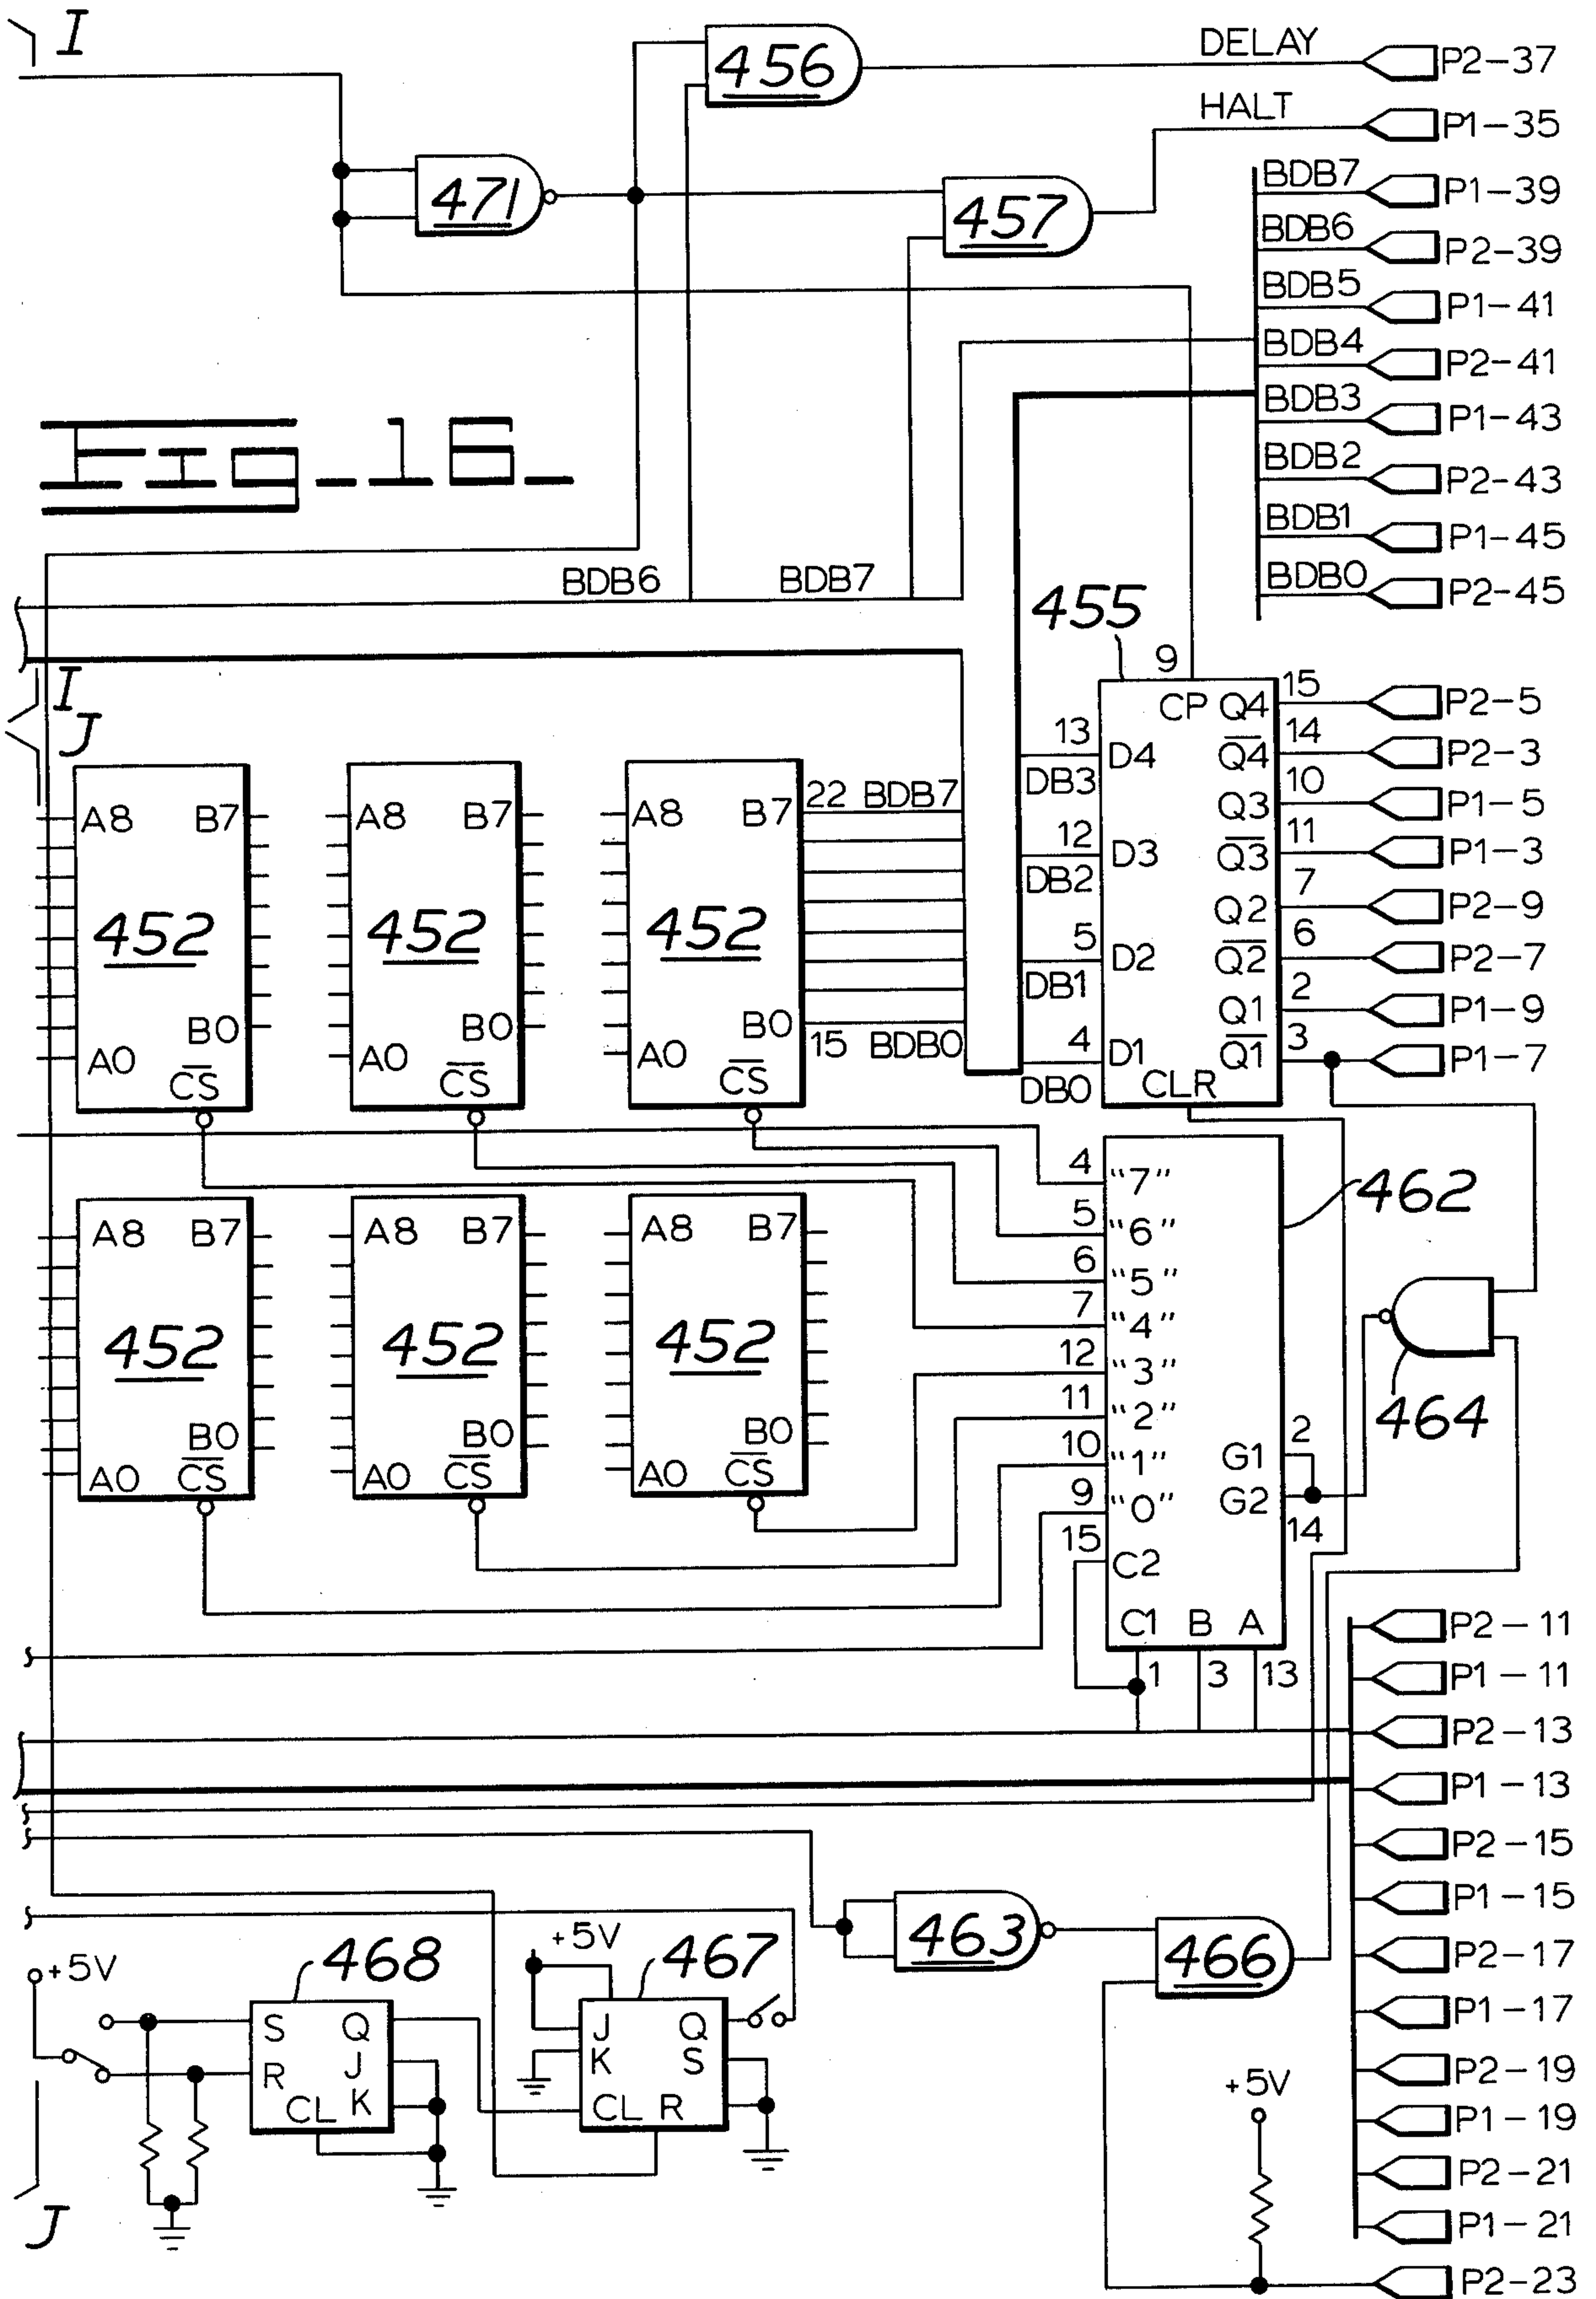 I
456
DELAY
P2-37
HALT
P1-35
471
457
BDB7
P1-39
BDB6
P2-39
BDB5
P1-41
BDB4
P2-41
Fig_16_
BDB3
P1-43
BDB2
P2-43
BDB1
P1-45
BDB6
BDB7
BDB0
P2-45
455
I
J
9
CP Q4
15
P2-5
13
D4
DB3
Q4
14
P2-3
Q3
10
P1-5
12
D3
DB2
Q3
11
P1-3
Q2
7
P2-9
5
D2
DB1
Q2
6
P2-7
Q1
2
P1-9
4
D1
DB0
Q1
3
P1-7
CLR
A8 B7
452
B0
A0
CS
A8 B7
452
B0
A0
CS
A8 B7
22 BDB7
452
B0
15 BDB0
A0
CS
4 "7"
462
5 "6"
6 "5"
7 "4"
12 "3"
11 "2"
10 "1"
9 "0"
15 C2
G1 2
G2
14
464
C1 B A
1 3 13
A8 B7
452
B0
A0 CS
A8 B7
452
B0
A0 CS
A8 B7
452
B0
A0 CS
P2-11
P1-11
P2-13
P1-13
P2-15
P1-15
P2-17
P1-17
P2-19
P1-19
P2-21
P1-21
P2-23
463
466
+5V
+5V
468
S Q
R J
CL K
+5V
467
J Q
K S
CL R
J